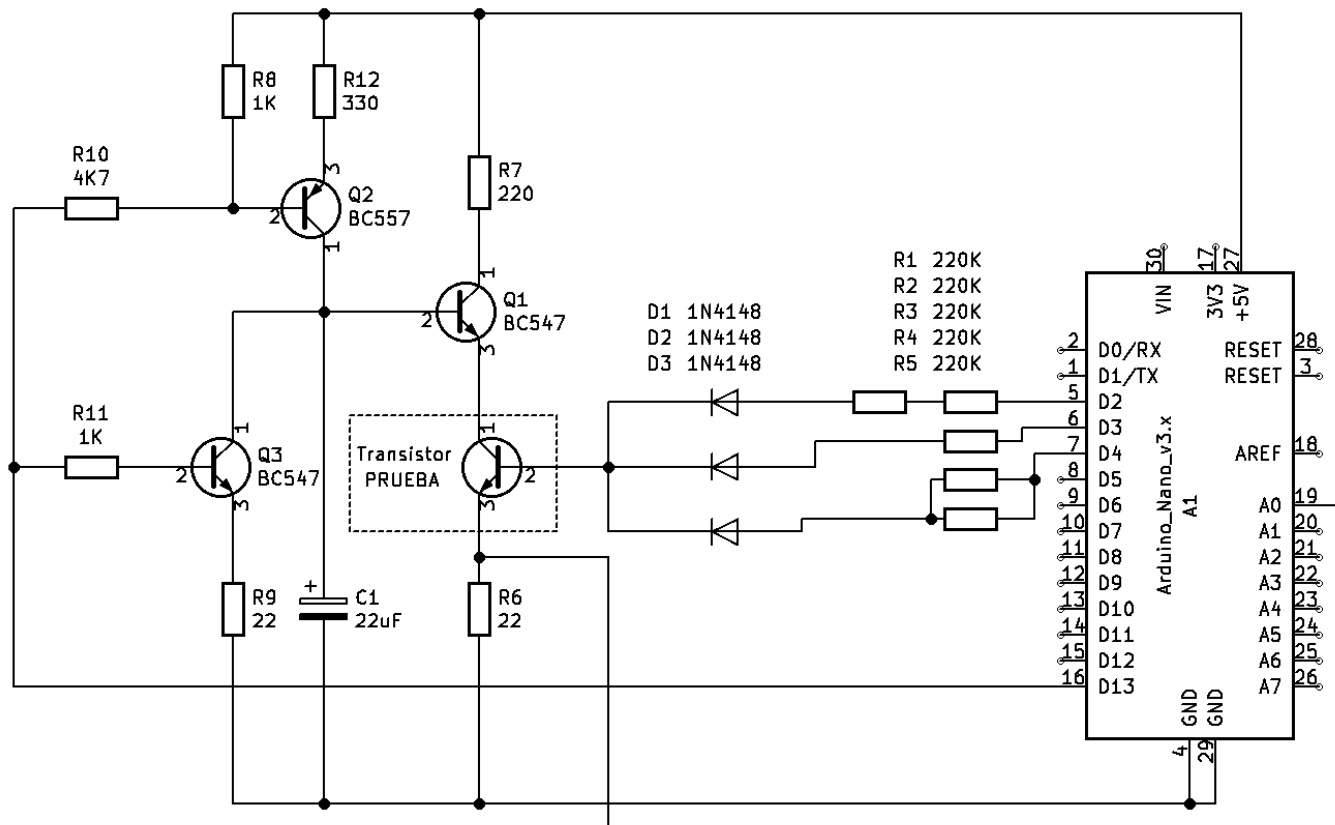 R8
1K
R12
330
R10
4K7
3
Q2
BC557
2
1
R7
220
1
Q1
BC547
2
3
R11
1K
1
Q3
BC547
2
3
R9
22
+
C1
22uF
Transistor
PRUEBA
1
2
3
R6
22
D1 1N4148
D2 1N4148
D3 1N4148
R1 220K
R2 220K
R3 220K
R4 220K
R5 220K
30
VIN
17
3V3
27
+5V
2
D0/RX
1
D1/TX
5
D2
6
D3
7
D4
8
D5
9
D6
10
D7
11
D8
12
D9
13
D10
14
D11
15
D12
16
D13
Arduino_Nano_v3.x
A1
RESET
28
RESET
3
AREF
18
A0
19
A1
20
A2
21
A3
22
A4
23
A5
24
A6
25
A7
26
GND
4
GND
29